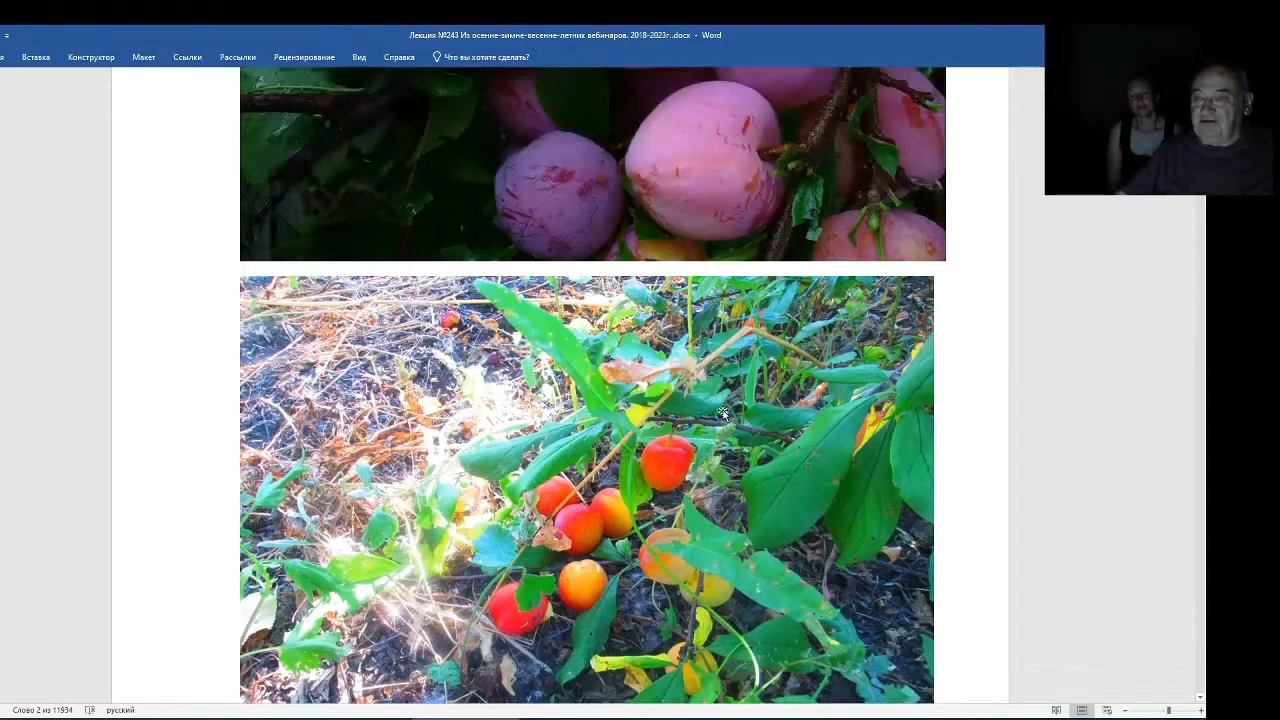 Лекция №243 Из осенне-зимне-весенне-летних вебинаров. 2018-2023г..docx - Word
я Вставка Конструктор Макет Ссылки Рассылки Рецензирование Вид Справка Что вы хотите сделать?
Слово 2 из 11934 русский